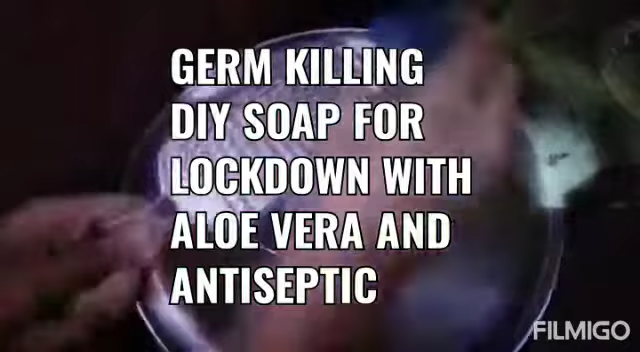 GERM KILLING
DIY SOAP FOR
LOCKDOWN WITH
ALOE VERA AND
ANTISEPTIC
FILMIGO